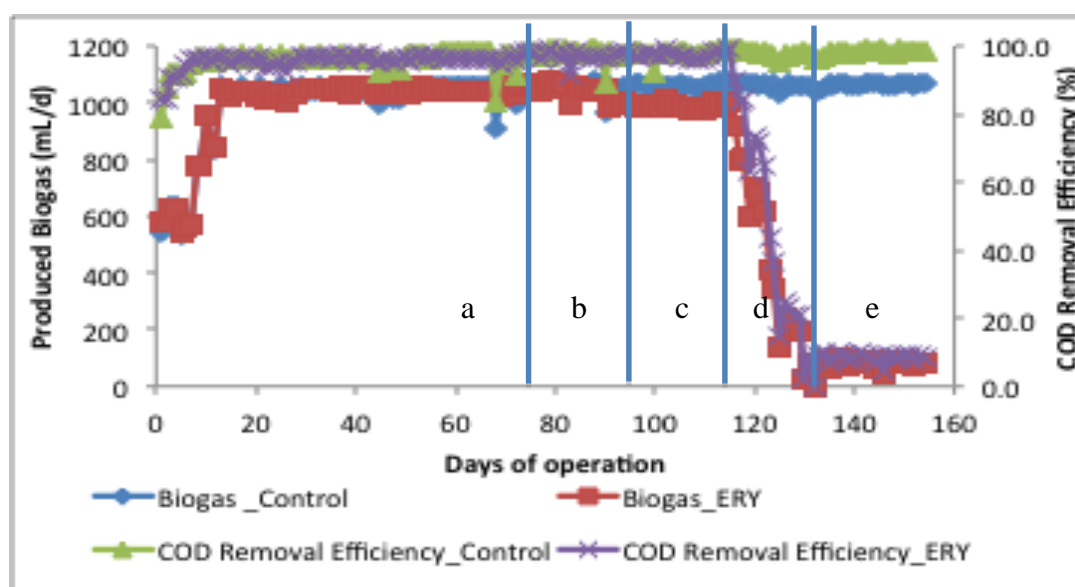 1200
1000
800
600
400
200
0
Produced Biogas (mL/d)
100.0
80.0
60.0
40.0
20.0
0.0
COD Removal Efficiency (%)
a b c d e
0 20 40 60 80 100 120 140 160
Days of operation
Biogas _Control Biogas_ERY
COD Removal Efficiency_Control COD Removal Efficiency_ERY